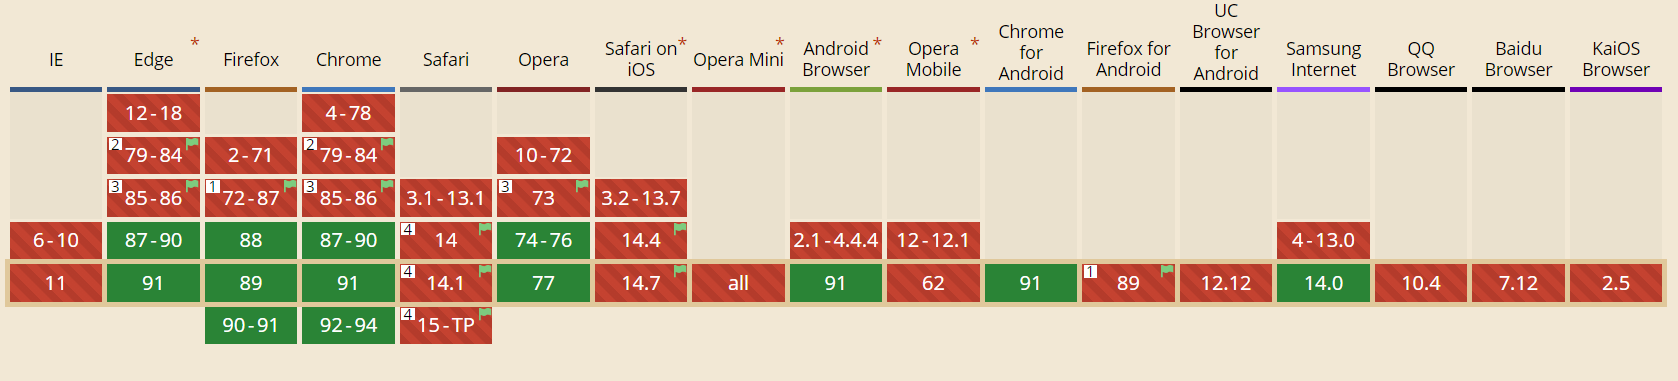 IE
Edge *
Firefox
Chrome
Safari
Opera
Safari on *
iOS
Opera Mini *
Android *
Browser
Opera *
Mobile
Chrome
for
Android
Firefox for
Android
UC
Browser
for
Android
Samsung
Internet
QQ
Browser
Baidu
Browser
KaiOS
Browser
12-18 4-78
2 79-84 2-71 2 79-84 10-72
3 85-86 1 72-87 3 85-86 3.1-13.1 3 73 3.2-13.7
6-10 87-90 88 87-90 4 14 74-76 14.4 2.1-4.4.4 12-12.1 4-13.0
11 91 89 91 4 14.1 77 14.7 all 91 62 91 1 89 12.12 14.0 10.4 7.12 2.5
90-91 92-94 4 15-TP